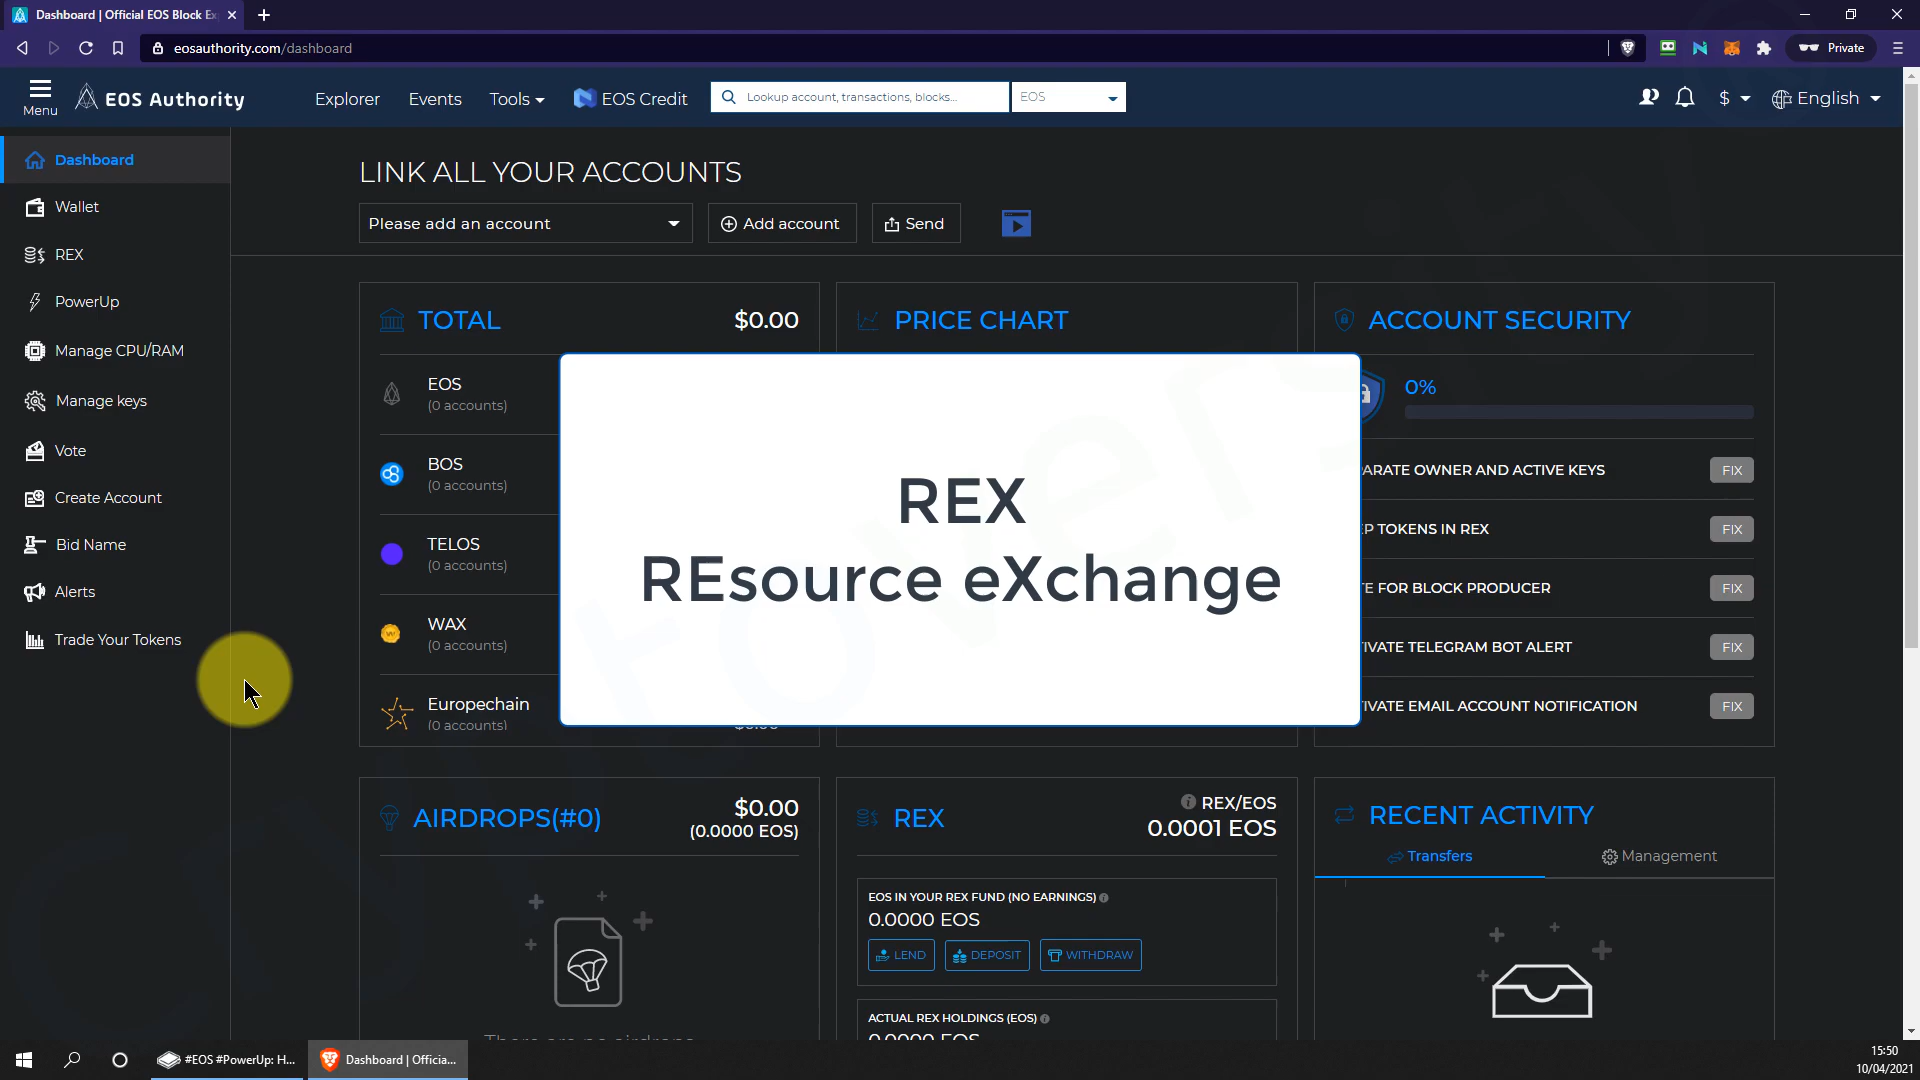 Dashboard | Official EOS Block Ex
eosauthority.com/dashboard
Private
Menu
EOS Authority
Explorer
Events
Tools
EOS Credit
Lookup account, transactions, blocks...
EOS
$
English
Dashboard
Wallet
REX
PowerUp
Manage CPU/RAM
Manage keys
Vote
Create Account
Bid Name
Alerts
Trade Your Tokens
LINK ALL YOUR ACCOUNTS
Please add an account
Add account
Send
TOTAL
$0.00
EOS
(0 accounts)
BOS
(0 accounts)
TELOS
(0 accounts)
WAX
(0 accounts)
Europechain
(0 accounts)
PRICE CHART
REX
REsource eXchange
ACCOUNT SECURITY
0%
ARATE OWNER AND ACTIVE KEYS
FIX
P TOKENS IN REX
FIX
E FOR BLOCK PRODUCER
FIX
IVATE TELEGRAM BOT ALERT
FIX
IVATE EMAIL ACCOUNT NOTIFICATION
FIX
AIRDROPS(#0)
$0.00
(0.0000 EOS)
There are no airdrops
REX
REX/EOS
0.0001 EOS
EOS IN YOUR REX FUND (NO EARNINGS)
0.0000 EOS
LEND
DEPOSIT
WITHDRAW
ACTUAL REX HOLDINGS (EOS)
0.0000 EOS
RECENT ACTIVITY
Transfers
Management
#EOS #PowerUp: H...
Dashboard | Officia...
15:50
10/04/2021